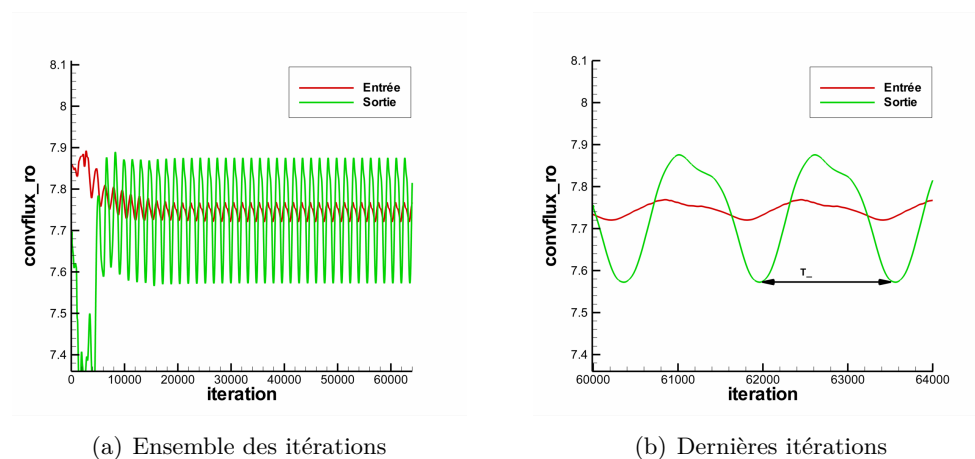 8.1
8
7.9
7.8
7.7
7.6
7.5
7.4
convflux_ro
0 10000 20000 30000 40000 50000 60000
iteration
Entrée
Sortie
(a) Ensemble des itérations
8.1
8
7.9
7.8
7.7
7.6
7.5
7.4
convflux_ro
60000 61000 62000 63000 64000
iteration
Entrée
Sortie
T_
(b) Dernières itérations